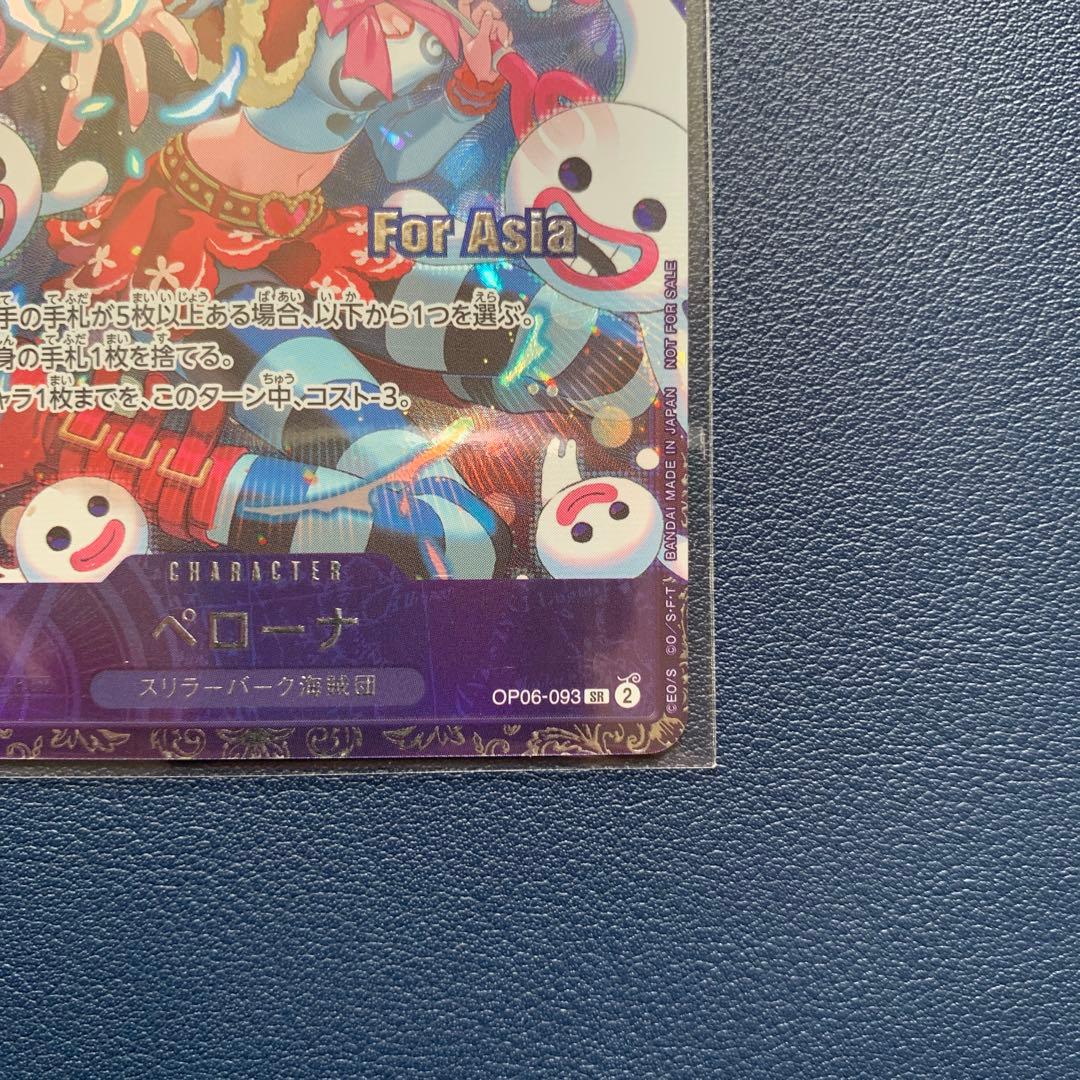 For Asia
手の手札が5枚以上ある場合、以下から1つを選ぶ。
身の手札1枚を捨てる。
ャラ1枚までを、このターン中、コスト-3。
CHARACTER
ペローナ
スリラーバーク海賊団
OP06-093 SR 2
©EO/S ©O/S・F・T BANDAI MADE IN JAPAN NOT FOR SALE